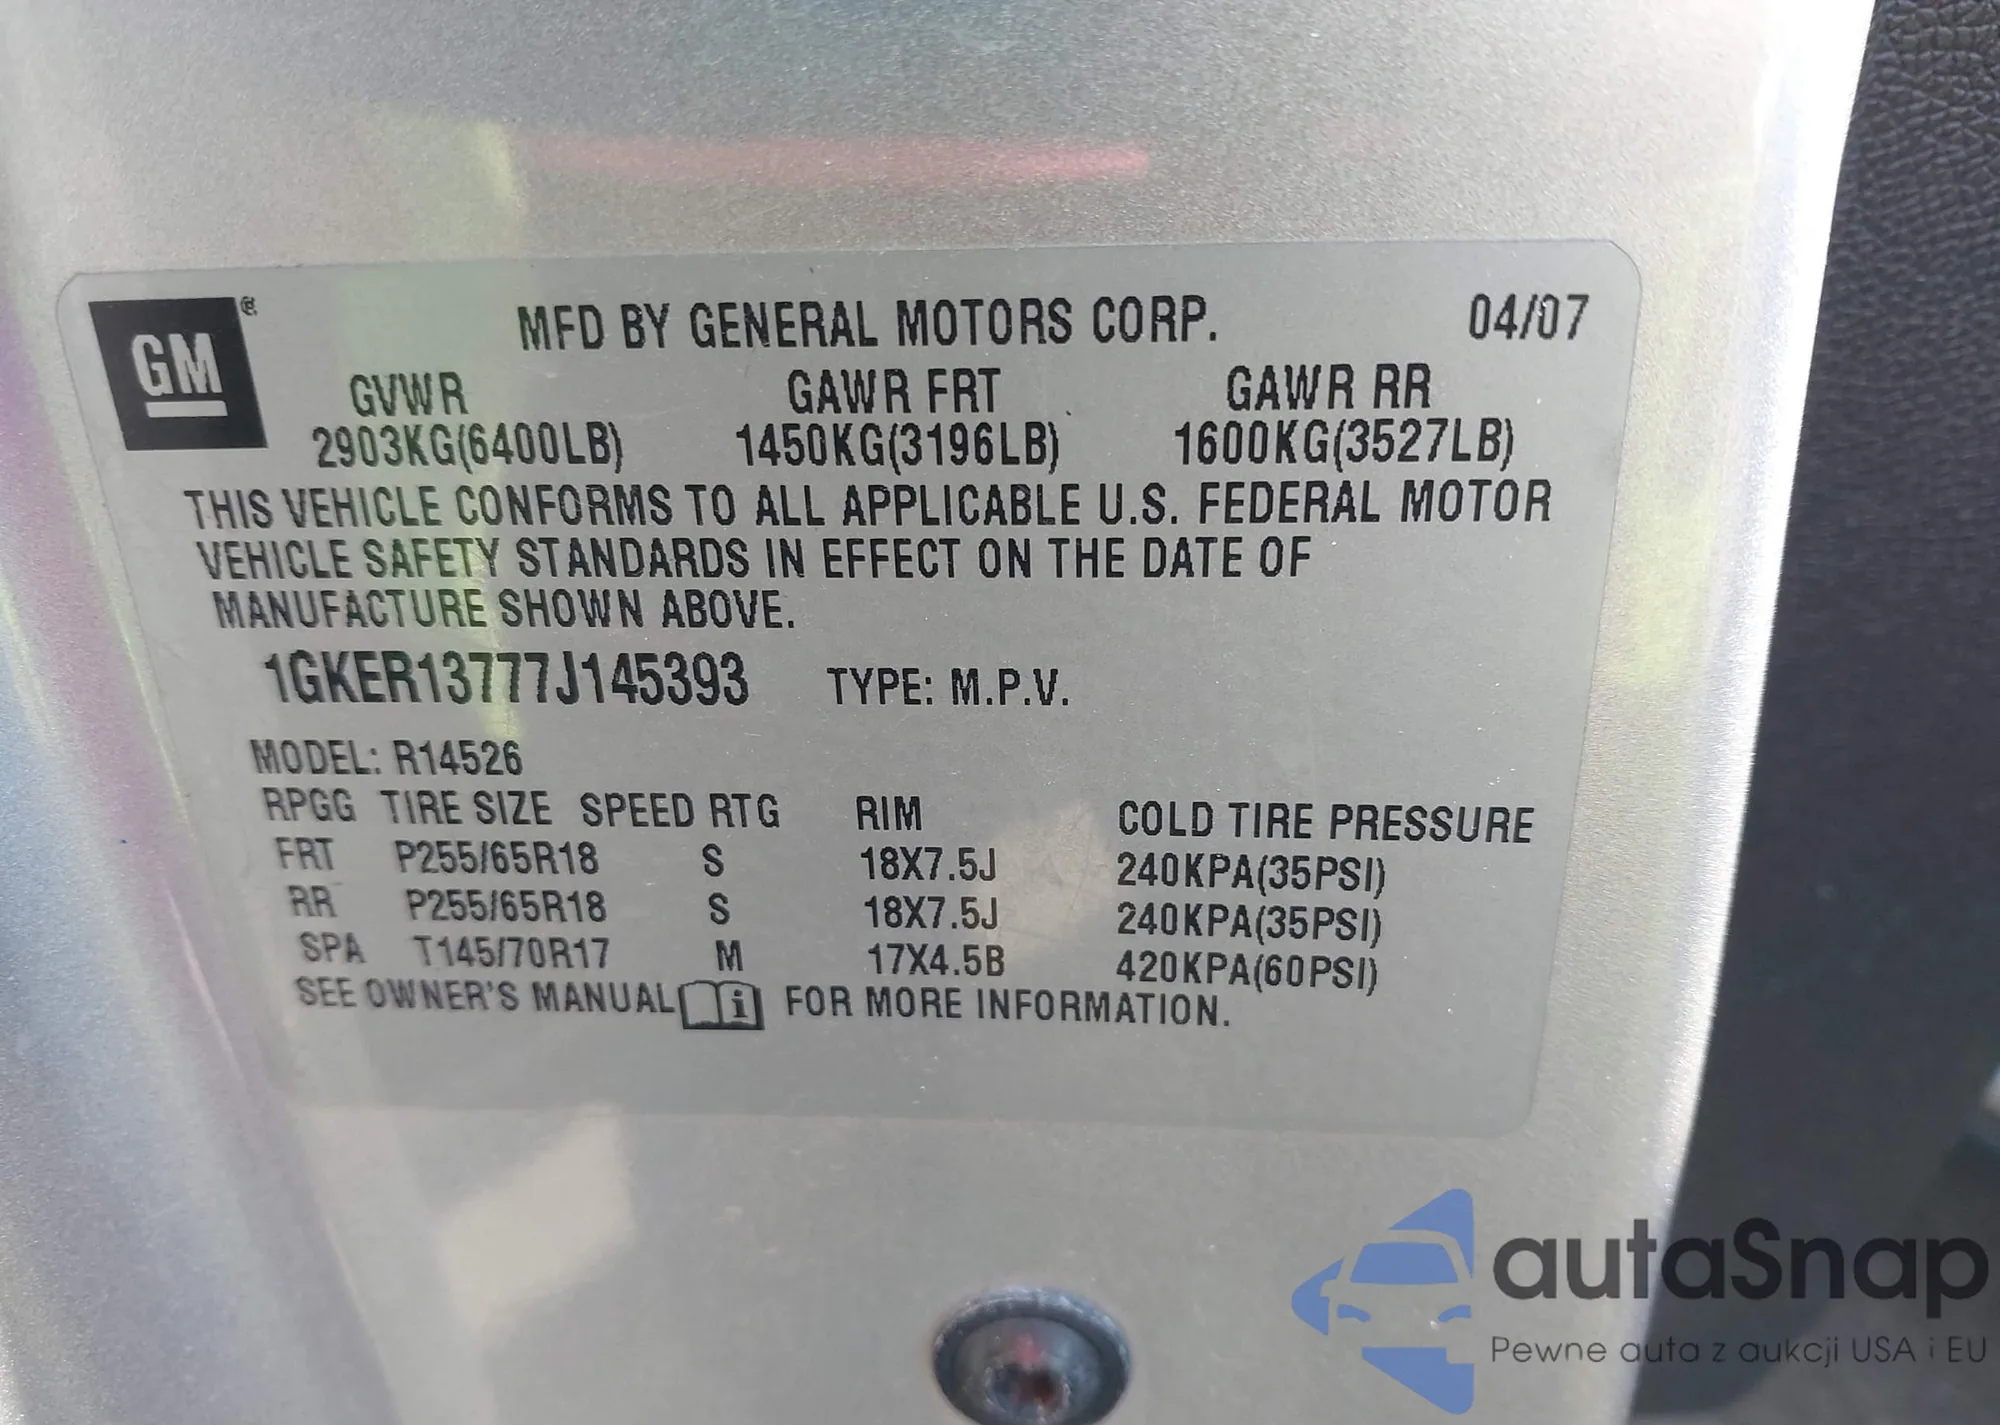 GM ®
MFD BY GENERAL MOTORS CORP. 04/07
GVWR GAWR FRT GAWR RR
2903KG(6400LB) 1450KG(3196LB) 1600KG(3527LB)
THIS VEHICLE CONFORMS TO ALL APPLICABLE U.S. FEDERAL MOTOR
VEHICLE SAFETY STANDARDS IN EFFECT ON THE DATE OF
MANUFACTURE SHOWN ABOVE.
1GKER13777J145393 TYPE: M.P.V.
MODEL: R14526
RPGG TIRE SIZE SPEED RTG RIM COLD TIRE PRESSURE
FRT P255/65R18 S 18X7.5J 240KPA(35PSI)
RR P255/65R18 S 18X7.5J 240KPA(35PSI)
SPA T145/70R17 M 17X4.5B 420KPA(60PSI)
SEE OWNER'S MANUAL i FOR MORE INFORMATION.
autaSnap
Pewne auta z aukcji USA i EU